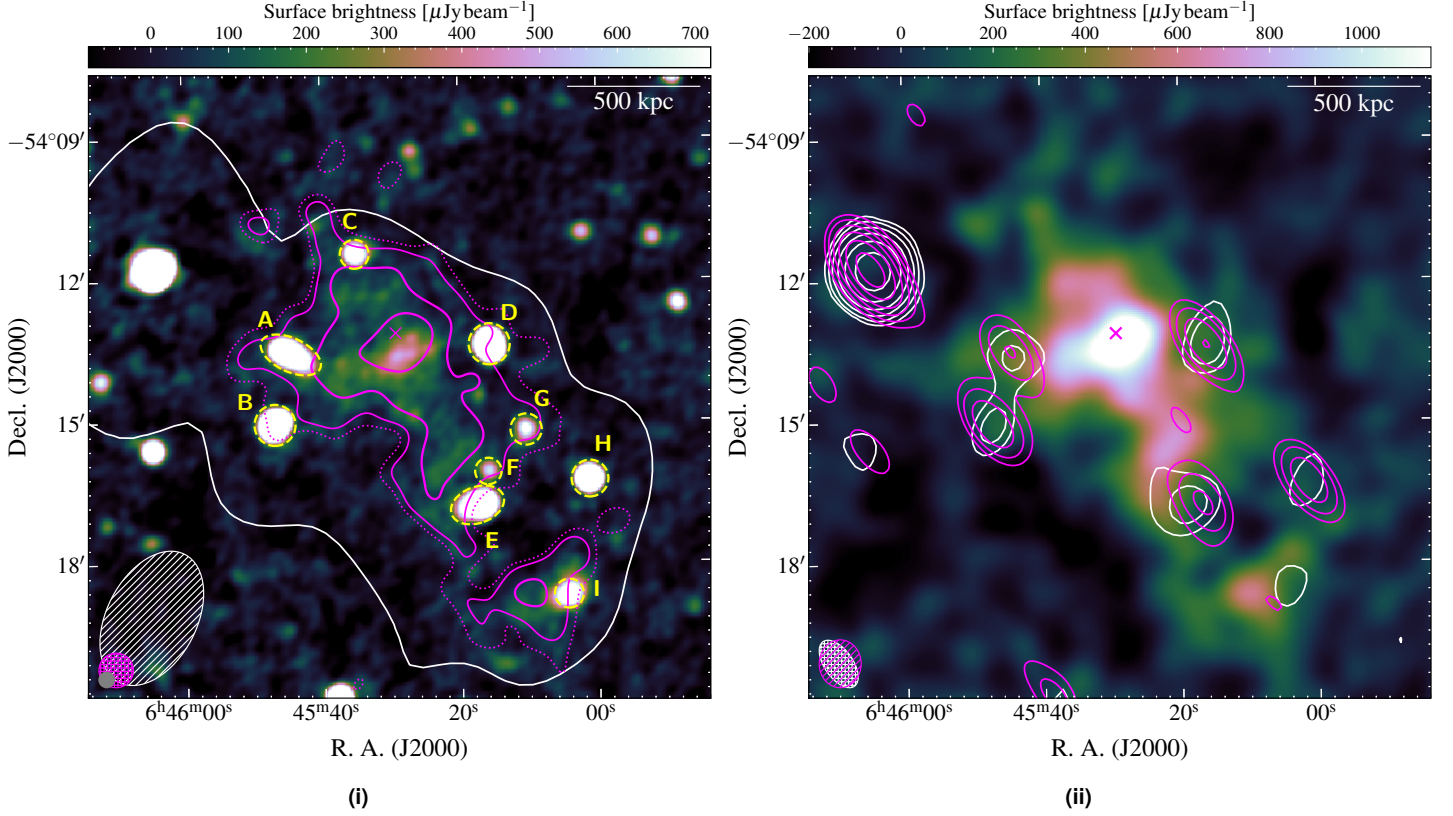 Surface brightness [μJy beam⁻¹]
0 100 200 300 400 500 600 700
500 kpc
−54°09′
12′
15′
18′
Decl. (J2000)
A
B
C
D
E
F
G
H
I
6ʰ46ᵐ00ˢ 45ᵐ40ˢ 20ˢ 00ˢ
R. A. (J2000)
(i)
Surface brightness [μJy beam⁻¹]
−200 0 200 400 600 800 1000
500 kpc
−54°09′
12′
15′
18′
Decl. (J2000)
6ʰ46ᵐ00ˢ 45ᵐ40ˢ 20ˢ 00ˢ
R. A. (J2000)
(ii)